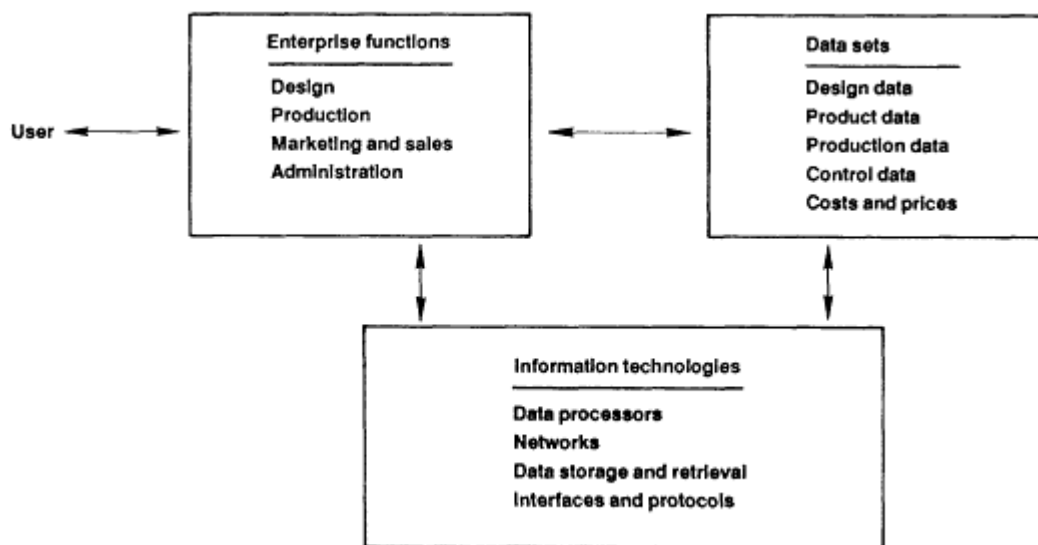 User
Enterprise functions
Design
Production
Marketing and sales
Administration
Data sets
Design data
Product data
Production data
Control data
Costs and prices
Information technologies
Data processors
Networks
Data storage and retrieval
Interfaces and protocols